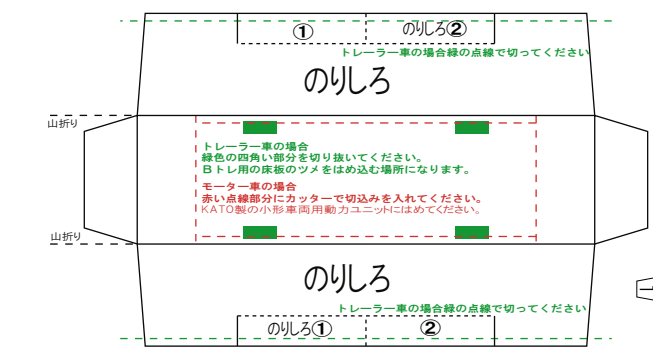 ① のりしろ②
トレーラー車の場合緑の点線で切ってください
のりしろ
山折り
トレーラー車の場合
緑色の四角い部分を切り抜いてください。
Bトレ用の床板のツメをはめ込む場所になります。
モーター車の場合
赤い点線部分にカッターで切込みを入れてください。
KATO製の小形車両用動力ユニットにはめてください。
山折り
のりしろ
トレーラー車の場合緑の点線で切ってください
のりしろ① ②